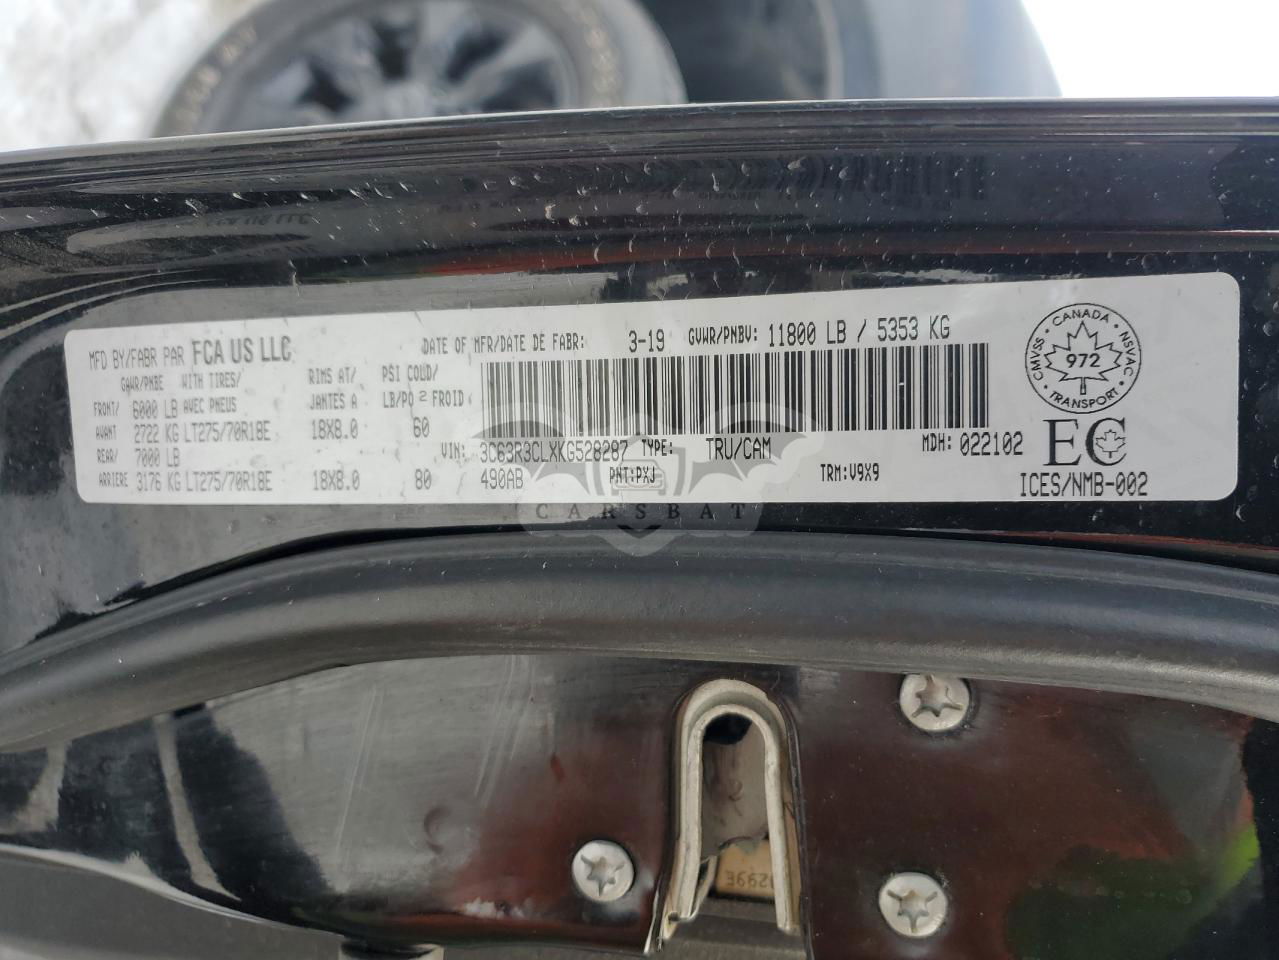 MFD BY/FABR PAR FCA US LLC DATE OF MFR/DATE DE FABR: 3-19 GVWR/PNBV: 11800 LB / 5353 KG
GAWR/PNBE WITH TIRES/ RIMS AT/ PSI COLD/
FRONT/ 6000 LB AVEC PNEUS JANTES A LB/PO 2 FROID
AVANT 2722 KG LT275/70R18E 18X8.0 60
REAR/ 7000 LB VIN: 3C63R3CLXKG528287 TYPE: TRU/CAM MDH: 022102
ARRIERE 3176 KG LT275/70R18E 18X8.0 80 490AB PNT:PXJ TRM:V9X9
CANADA
CMVSS 972 NSVAC
TRANSPORT
EC
ICES/NMB-002
CARSBAT